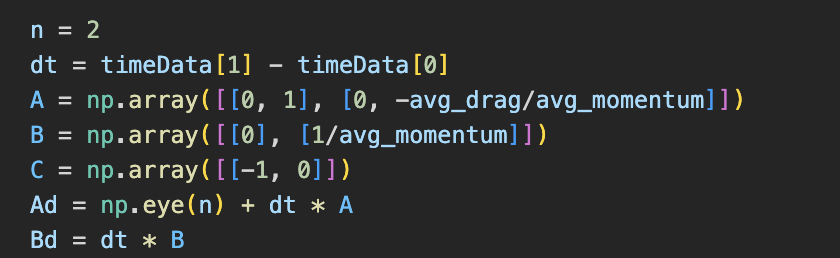 n = 2
dt = timeData[1] - timeData[0]
A = np.array([[0, 1], [0, -avg_drag/avg_momentum]])
B = np.array([[0], [1/avg_momentum]])
C = np.array([[-1, 0]])
Ad = np.eye(n) + dt * A
Bd = dt * B